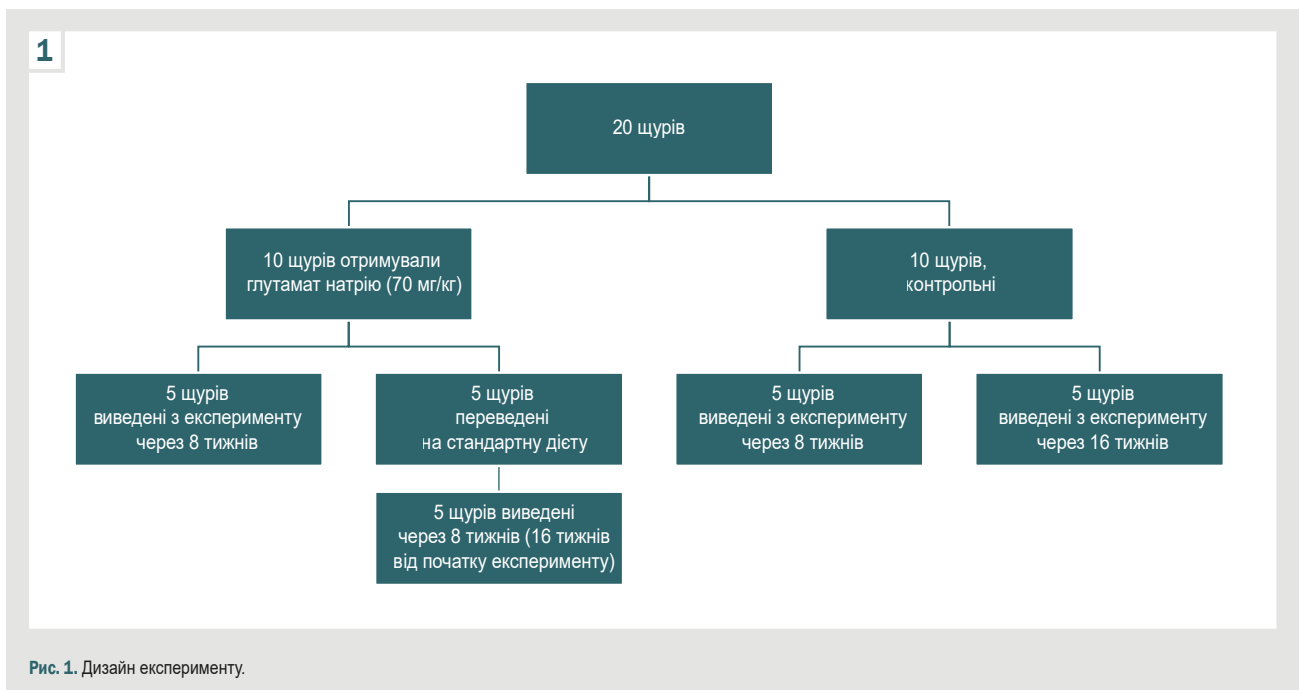 1
20 щурів
10 щурів отримували
глутамат натрію (70 мг/кг)
10 щурів,
контрольні
5 щурів
виведені з експерименту
через 8 тижнів
5 щурів
переведені
на стандартну дієту
5 щурів
виведені з експерименту
через 8 тижнів
5 щурів
виведені з експерименту
через 16 тижнів
5 щурів виведені
через 8 тижнів (16 тижнів
від початку експерименту)
Рис. 1. Дизайн експерименту.